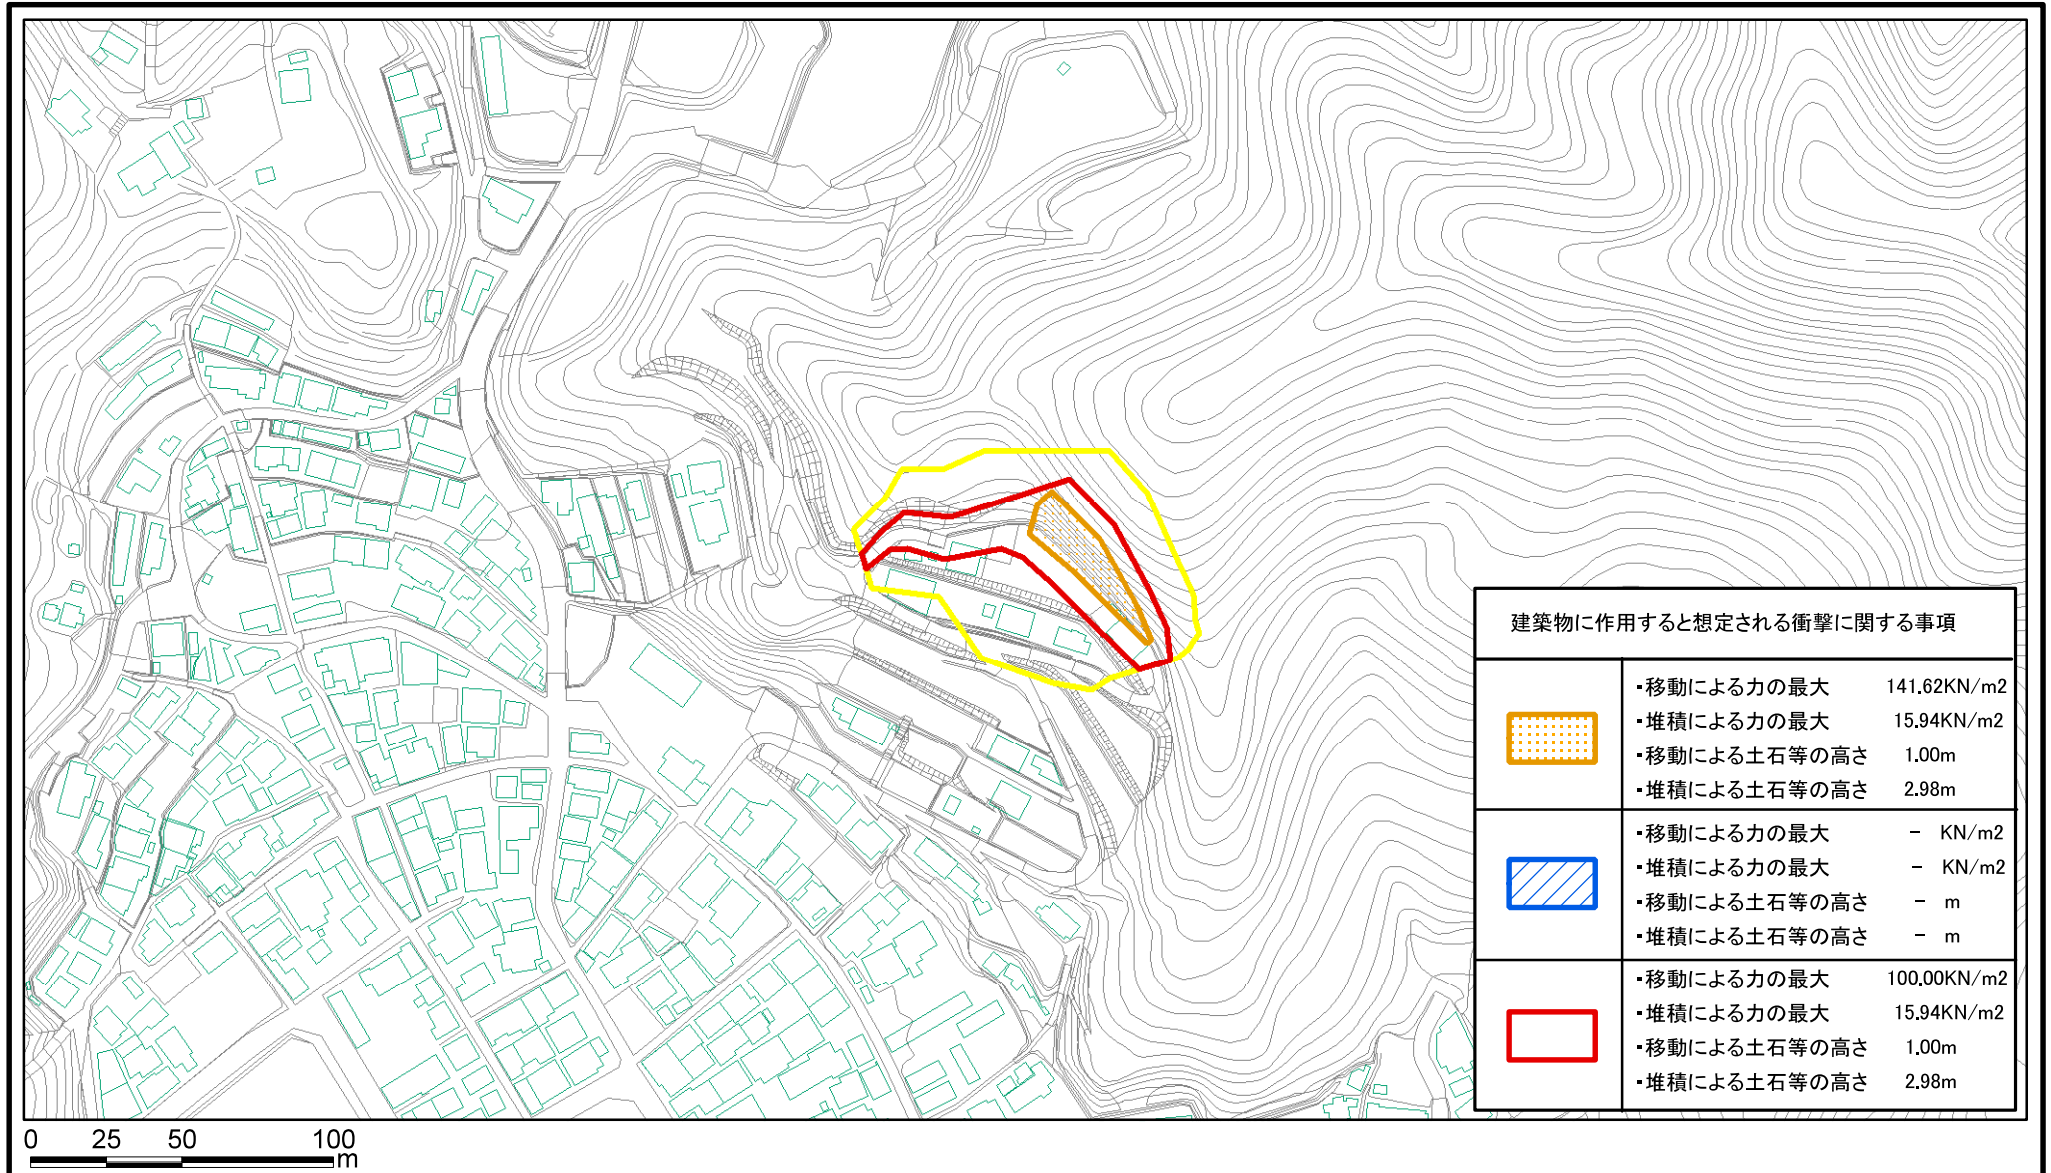 建築物に作用すると想定される衝撃に関する事項
・移動による力の最大 141.62KN/m2
・堆積による力の最大 15.94KN/m2
・移動による土石等の高さ 1.00m
・堆積による土石等の高さ 2.98m
・移動による力の最大 - KN/m2
・堆積による力の最大 - KN/m2
・移動による土石等の高さ - m
・堆積による土石等の高さ - m
・移動による力の最大 100.00KN/m2
・堆積による力の最大 15.94KN/m2
・移動による土石等の高さ 1.00m
・堆積による土石等の高さ 2.98m
0 25 50 100
m